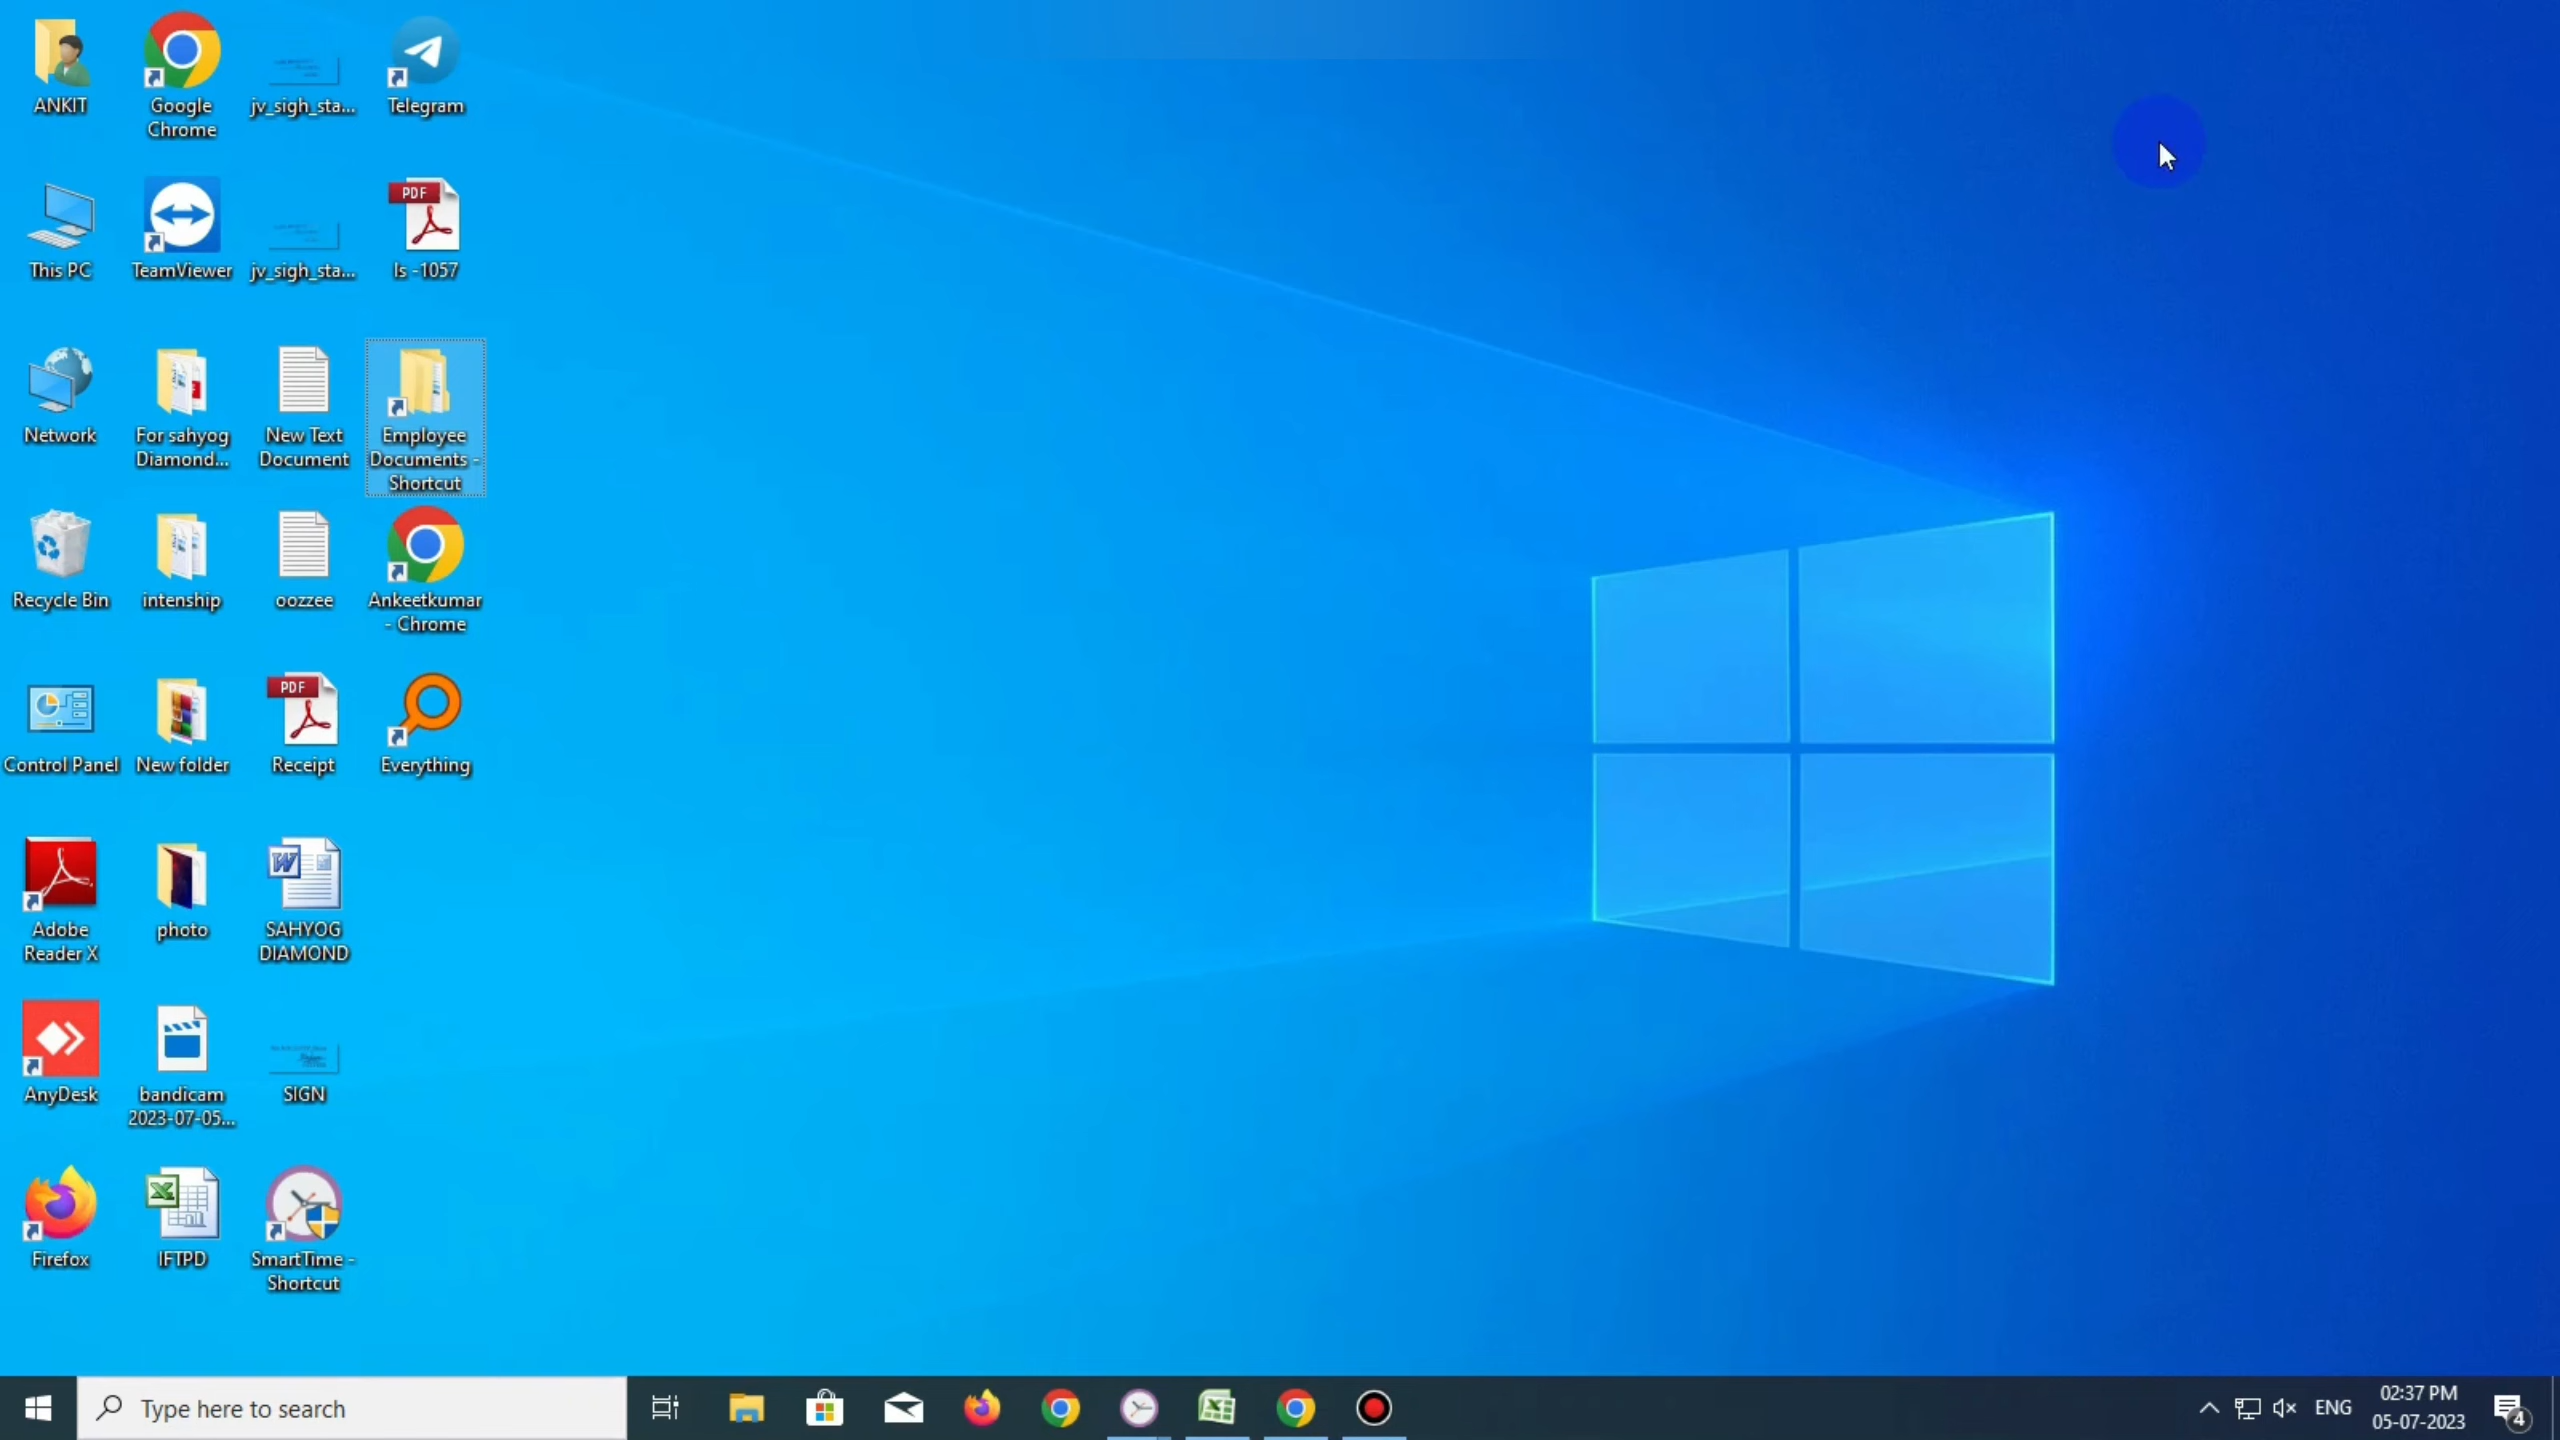 ANKIT
Google
Chrome
jv_sigh_sta...
Telegram
This PC
TeamViewer
jv_sigh_sta...
PDF
ls -1057
Network
For sahyog
Diamond...
New Text
Document
Employee
Documents -
Shortcut
Recycle Bin
intenship
oozzee
Ankeetkumar
- Chrome
Control Panel
New folder
PDF
Receipt
Everything
Adobe
Reader X
photo
SAHYOG
DIAMOND
AnyDesk
bandicam
2023-07-05...
SIGN
Firefox
IFTPD
SmartTime -
Shortcut
Type here to search
ENG
02:37 PM
05-07-2023
4